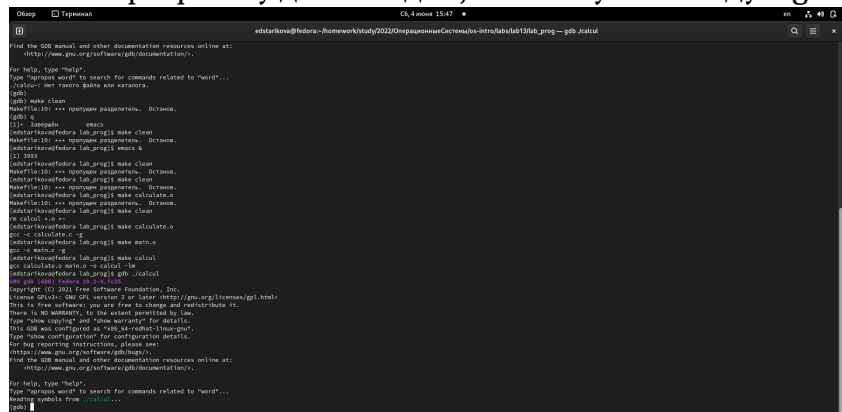 Обзор Терминал Сб, 4 июня 15:47 en
edstarikova@fedora:~/homework/study/2022/ОперационныеСистемы/os-intro/labs/lab13/lab_prog — gdb ./calcul
Find the GDB manual and other documentation resources online at:
<http://www.gnu.org/software/gdb/documentation/>.
For help, type "help".
Type "apropos word" to search for commands related to "word"...
./calcu-: Нет такого файла или каталога.
(gdb)
(gdb) make clean
Makefile:10: *** пропущен разделитель. Останов.
(gdb) q
[1]+ Завершён emacs
[edstarikova@fedora lab_prog]$ make clean
Makefile:10: *** пропущен разделитель. Останов.
[edstarikova@fedora lab_prog]$ emacs &
[1] 3993
[edstarikova@fedora lab_prog]$ make clean
Makefile:10: *** пропущен разделитель. Останов.
[edstarikova@fedora lab_prog]$ make clean
Makefile:10: *** пропущен разделитель. Останов.
[edstarikova@fedora lab_prog]$ make calculate.o
Makefile:10: *** пропущен разделитель. Останов.
[edstarikova@fedora lab_prog]$ make clean
rm calcul *.o *~
[edstarikova@fedora lab_prog]$ make calculate.o
gcc -c calculate.c -g
[edstarikova@fedora lab_prog]$ make main.o
gcc -c main.c -g
[edstarikova@fedora lab_prog]$ make calcul
gcc calculate.o main.o -o calcul -lm
[edstarikova@fedora lab_prog]$ gdb ./calcul
GNU gdb (GDB) Fedora 10.2-9.fc35
Copyright (C) 2021 Free Software Foundation, Inc.
License GPLv3+: GNU GPL version 3 or later <http://gnu.org/licenses/gpl.html>
This is free software: you are free to change and redistribute it.
There is NO WARRANTY, to the extent permitted by law.
Type "show copying" and "show warranty" for details.
This GDB was configured as "x86_64-redhat-linux-gnu".
Type "show configuration" for configuration details.
For bug reporting instructions, please see:
<https://www.gnu.org/software/gdb/bugs/>.
Find the GDB manual and other documentation resources online at:
<http://www.gnu.org/software/gdb/documentation/>.
For help, type "help".
Type "apropos word" to search for commands related to "word"...
Reading symbols from ./calcul...
(gdb)